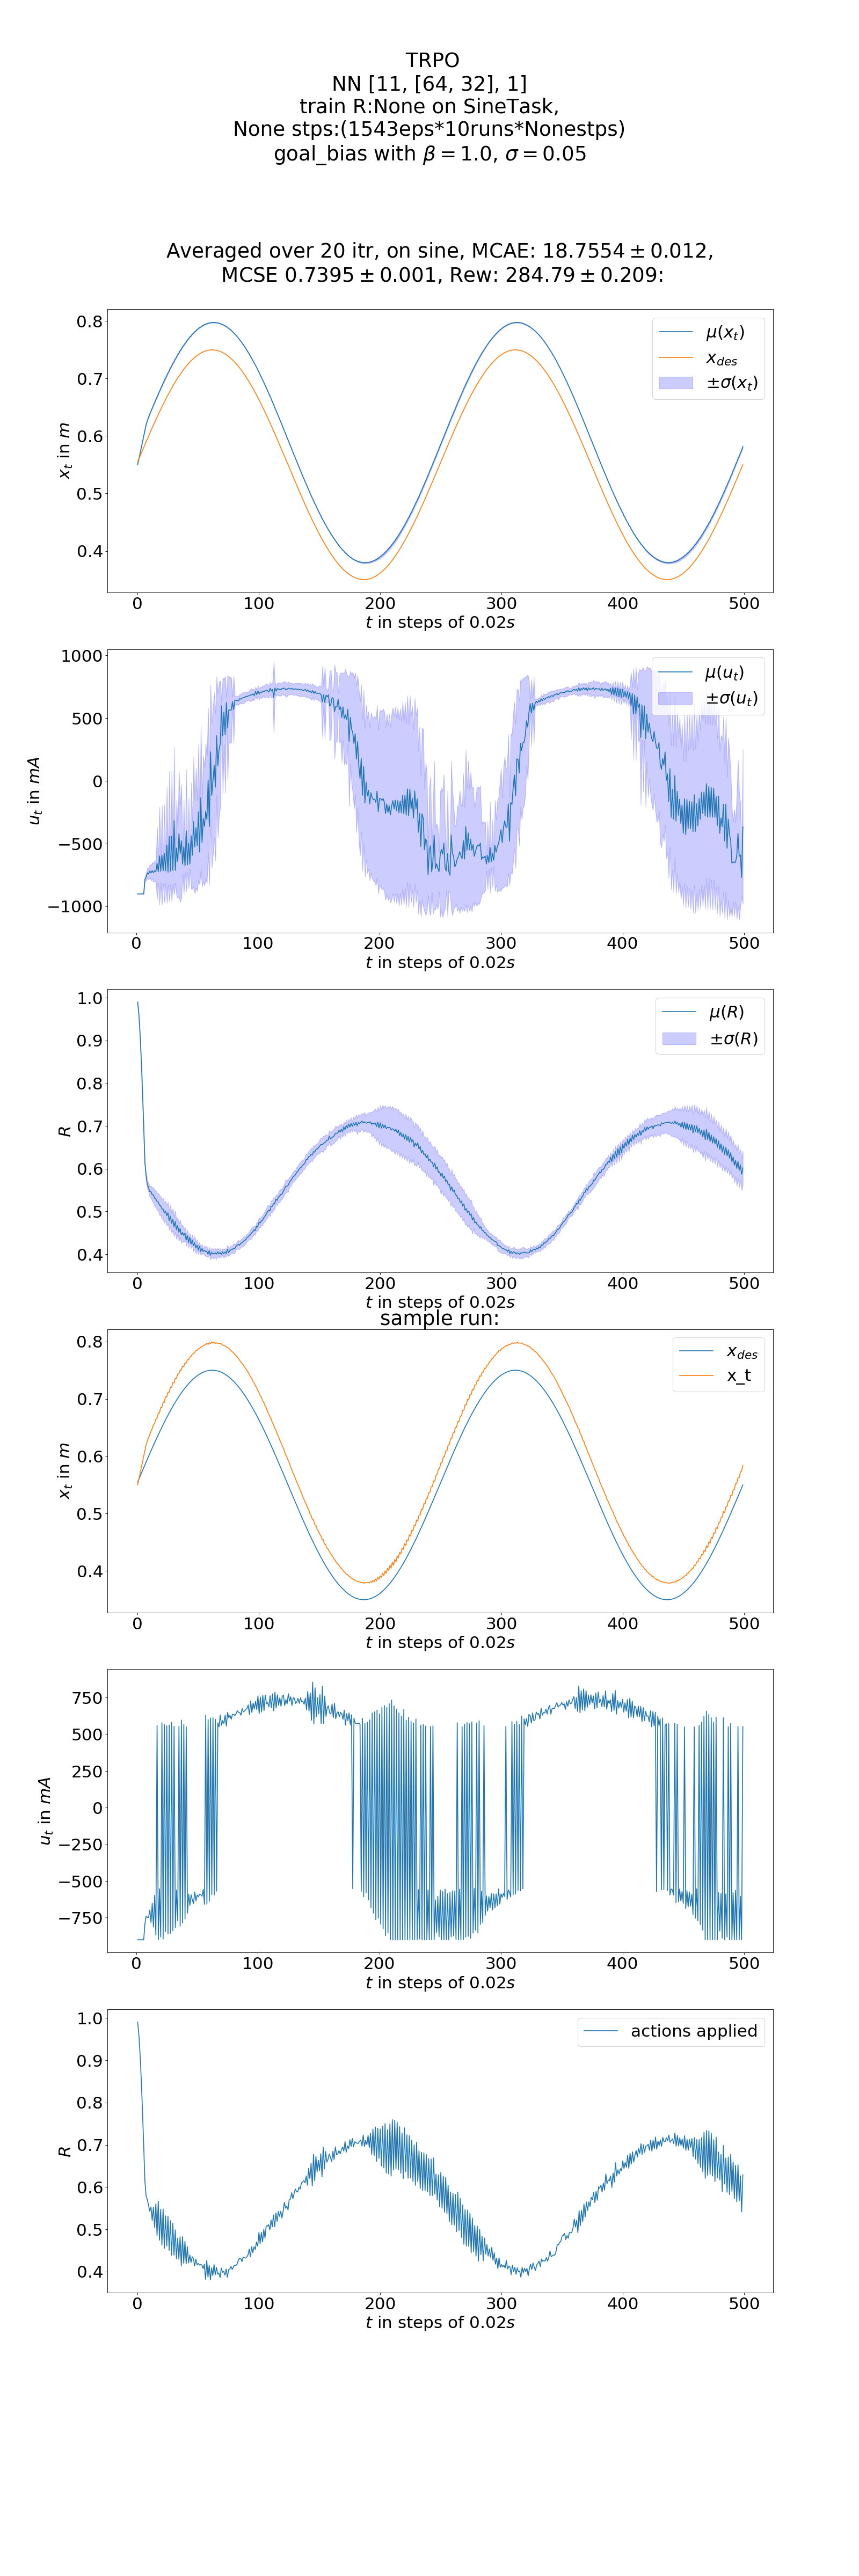 TRPO
NN [11, [64, 32], 1]
train R:None on SineTask,
None stps:(1543eps*10runs*Nonestps)
goal_bias with β = 1.0, σ = 0.05
Averaged over 20 itr, on sine, MCAE: 18.7554 ± 0.012,
MCSE 0.7395 ± 0.001, Rew: 284.79 ± 0.209:
0.8
0.7
0.6
0.5
0.4
x_t in m
μ(x_t)
x_des
±σ(x_t)
0 100 200 300 400 500
t in steps of 0.02s
1000
500
0
−500
−1000
u_t in mA
μ(u_t)
±σ(u_t)
0 100 200 300 400 500
t in steps of 0.02s
1.0
0.9
0.8
0.7
0.6
0.5
0.4
R
μ(R)
±σ(R)
0 100 200 300 400 500
t in steps of 0.02s
sample run:
0.8
0.7
0.6
0.5
0.4
x_t in m
x_des
x_t
0 100 200 300 400 500
t in steps of 0.02s
750
500
250
0
−250
−500
−750
u_t in mA
0 100 200 300 400 500
t in steps of 0.02s
1.0
0.9
0.8
0.7
0.6
0.5
0.4
R
actions applied
0 100 200 300 400 500
t in steps of 0.02s